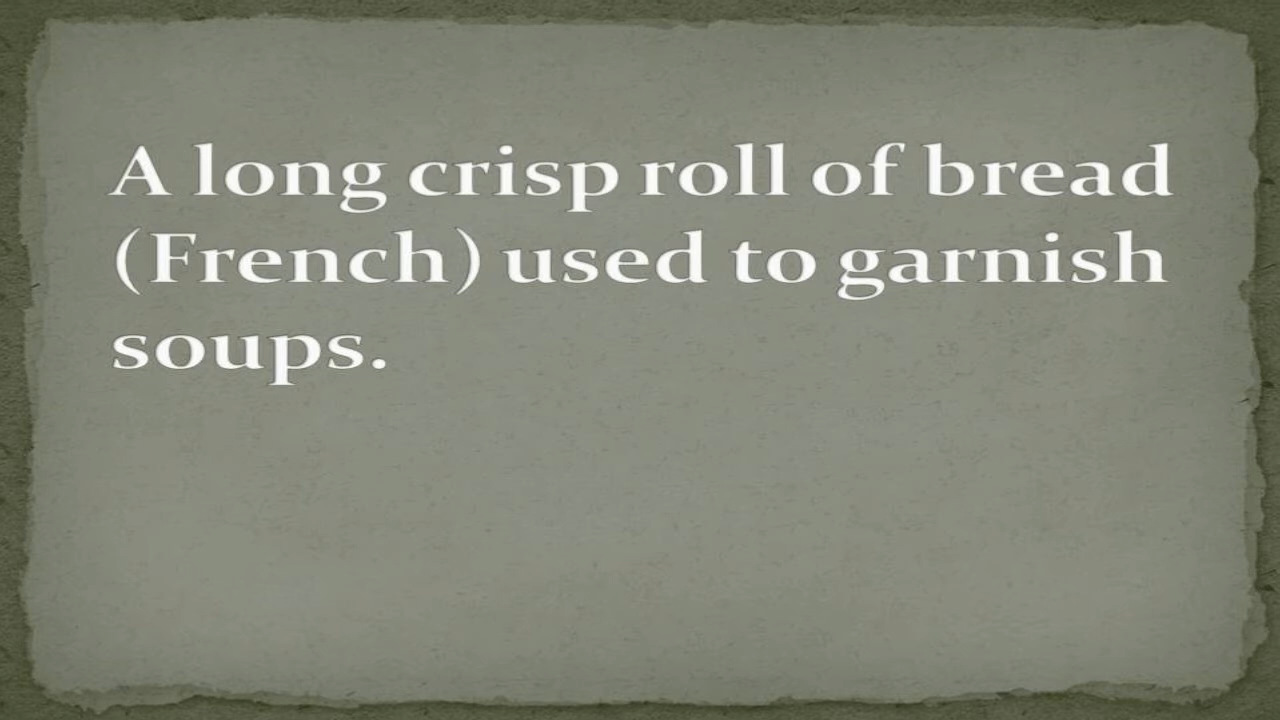 A long crisp roll of bread
(French) used to garnish
soups.